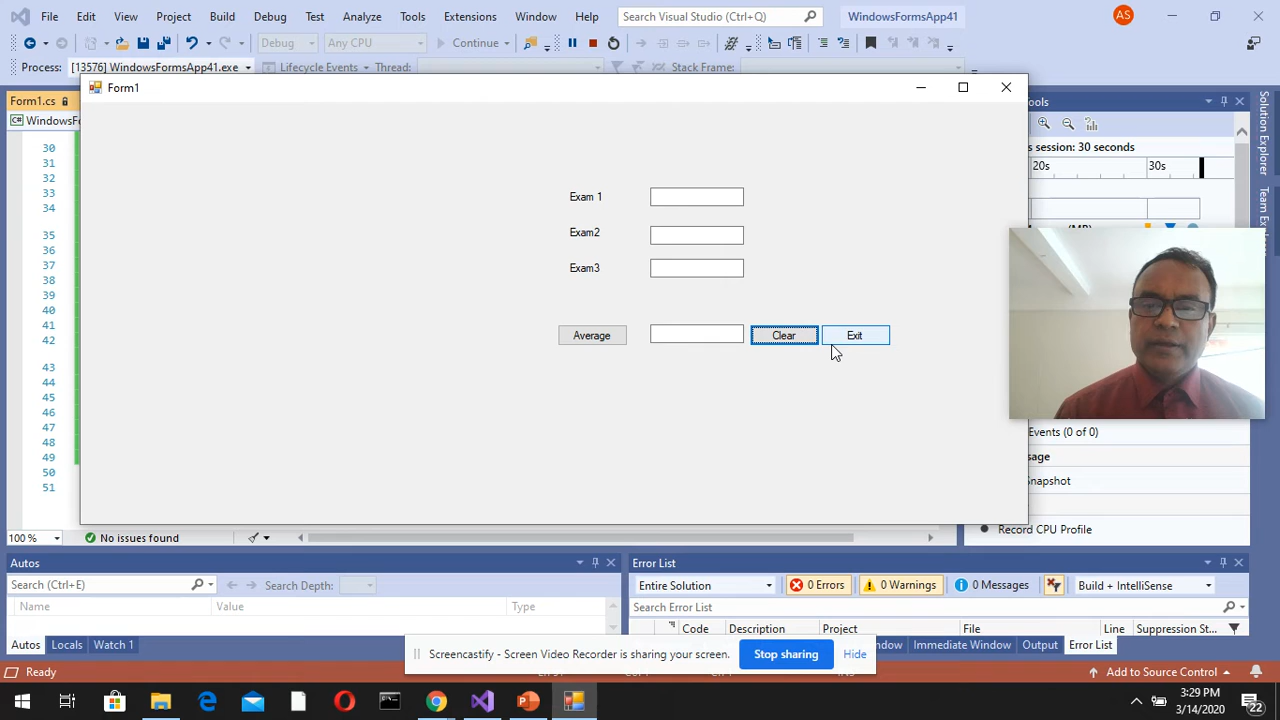 File Edit View Project Build Debug Test Analyze Tools Extensions Window Help Search Visual Studio (Ctrl+Q) WindowsFormsApp41 AS
Debug Any CPU Continue
Process: [13576] WindowsFormsApp41.exe Lifecycle Events Thread: Stack Frame:
Form1
Form1.cs
ools
WindowsFo
s session: 30 seconds
20s 30s
(MB)
30
31
32
33
34
35
36
37
38
39
40
41
42
43
44
45
46
47
48
49
50
51
Exam 1
Exam2
Exam3
Average Clear Exit
Solution Explorer
Team Explorer
Events (0 of 0)
sage
Snapshot
Record CPU Profile
100 % No issues found
Autos
Search (Ctrl+E) Search Depth:
Name Value Type
Autos Locals Watch 1
Error List
Entire Solution 0 Errors 0 Warnings 0 Messages Build + IntelliSense
Search Error List
Code Description Project File Line Suppression St...
ndow Immediate Window Output Error List
Screencastify - Screen Video Recorder is sharing your screen. Stop sharing Hide
Ready Add to Source Control
3:29 PM
3/14/2020
22